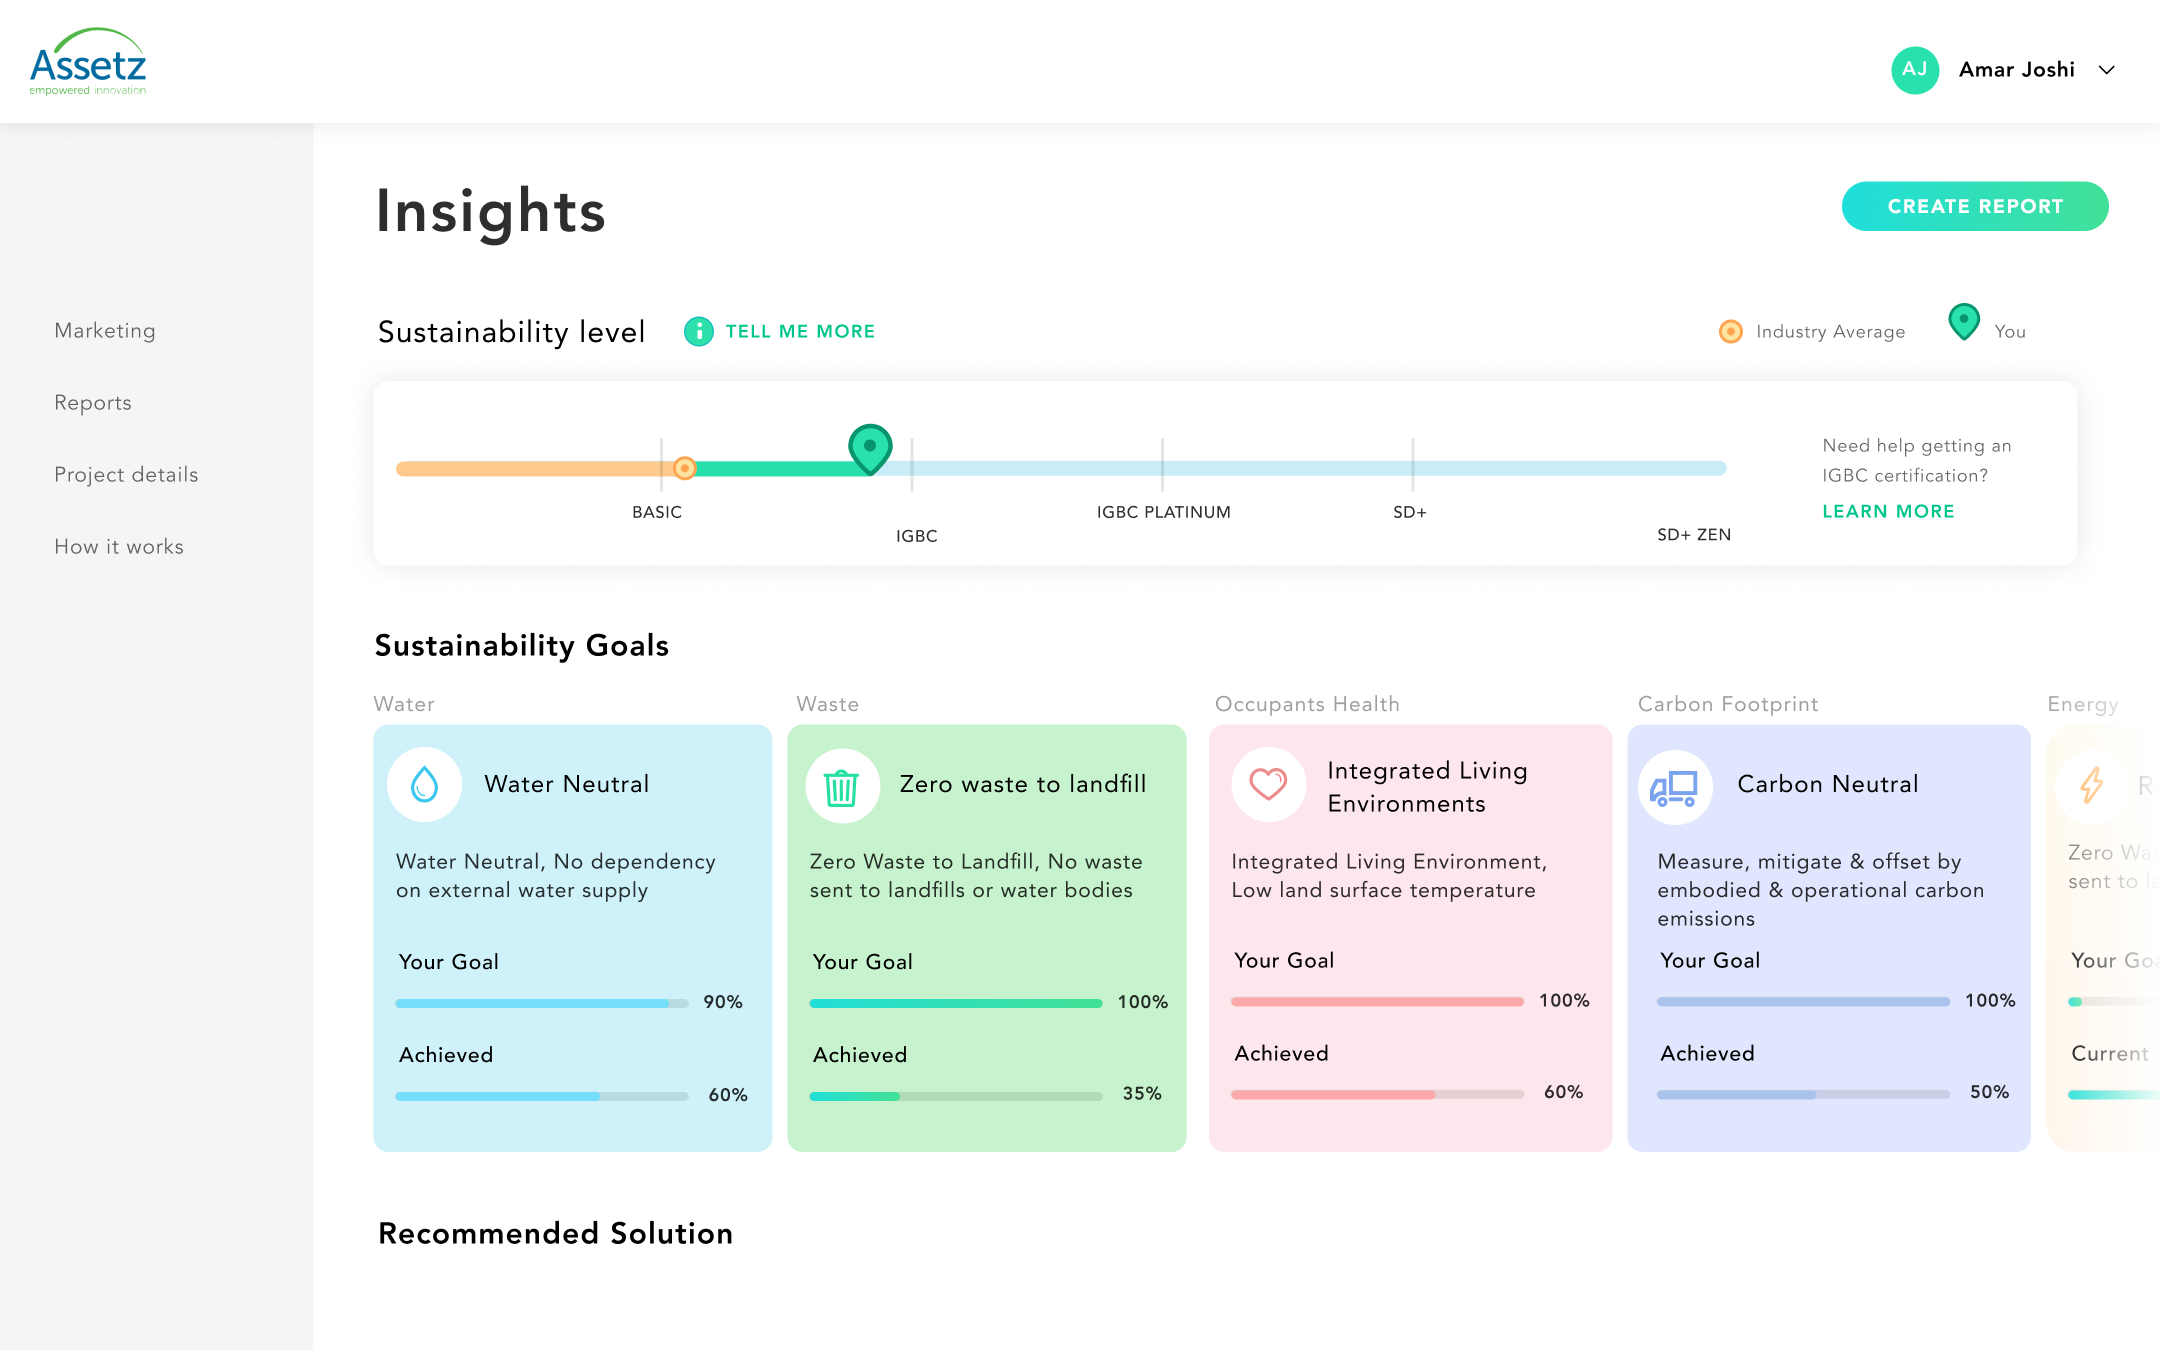 Assetz
empowered innovation
AJ
Amar Joshi
Marketing
Reports
Project details
How it works
Insights
CREATE REPORT
Sustainability level
TELL ME MORE
Industry Average
You
BASIC
IGBC
IGBC PLATINUM
SD+
SD+ ZEN
Need help getting an
IGBC certification?
LEARN MORE
Sustainability Goals
Water
Water Neutral
Water Neutral, No dependency
on external water supply
Your Goal
90%
Achieved
60%
Waste
Zero waste to landfill
Zero Waste to Landfill, No waste
sent to landfills or water bodies
Your Goal
100%
Achieved
35%
Occupants Health
Integrated Living
Environments
Integrated Living Environment,
Low land surface temperature
Your Goal
100%
Achieved
60%
Carbon Footprint
Carbon Neutral
Measure, mitigate & offset by
embodied & operational carbon
emissions
Your Goal
100%
Achieved
50%
Energy
R
Zero Was
sent to la
Your Goa
Current
Recommended Solution